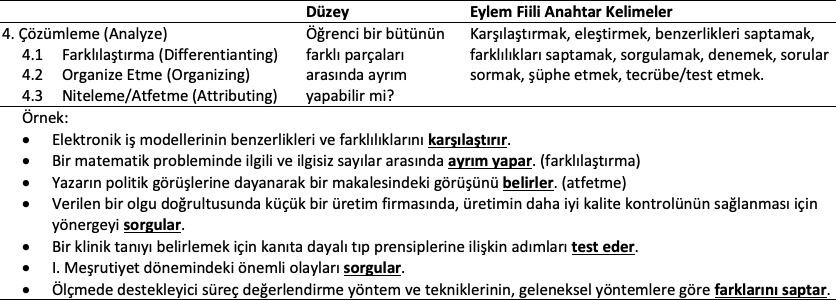 Düzey Eylem Fiili Anahtar Kelimeler
4. Çözümleme (Analyze) Öğrenci bir bütünün Karşılaştırmak, eleştirmek, benzerlikleri saptamak,
4.1 Farklılaştırma (Differentianting) farklı parçaları farklılıkları saptamak, sorgulamak, denemek, sorular
4.2 Organize Etme (Organizing) arasında ayrım sormak, şüphe etmek, tecrübe/test etmek.
4.3 Niteleme/Atfetme (Attributing) yapabilir mi?
Örnek:
• Elektronik iş modellerinin benzerlikleri ve farklılıklarını karşılaştırır.
• Bir matematik probleminde ilgili ve ilgisiz sayılar arasında ayrım yapar. (farklılaştırma)
• Yazarın politik görüşlerine dayanarak bir makalesindeki görüşünü belirler. (atfetme)
• Verilen bir olgu doğrultusunda küçük bir üretim firmasında, üretimin daha iyi kalite kontrolünün sağlanması için
yönergeyi sorgular.
• Bir klinik tanıyı belirlemek için kanıta dayalı tıp prensiplerine ilişkin adımları test eder.
• I. Meşrutiyet dönemindeki önemli olayları sorgular.
• Ölçmede destekleyici süreç değerlendirme yöntem ve tekniklerinin, geleneksel yöntemlere göre farklarını saptar.